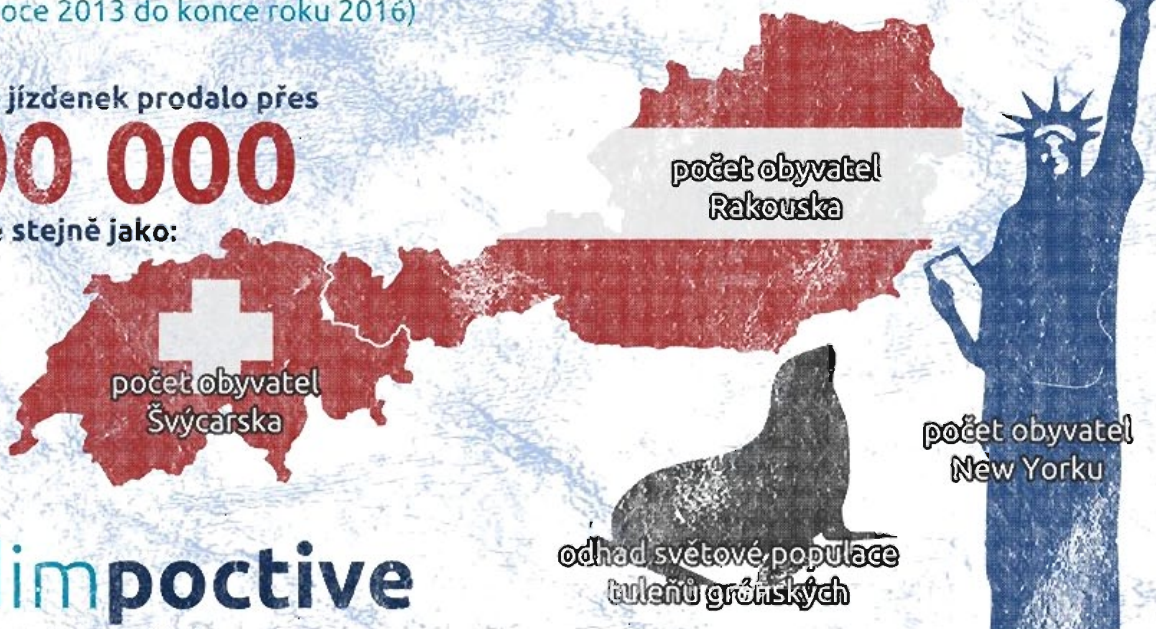 oce 2013 do konce roku 2016)
jízdenek prodalo přes
00 000
stejně jako:
počet obyvatel
Rakouska
počet obyvatel
Švýcarska
počet obyvatel
New Yorku
odhad světové populace
tuleňů grónských
limpoctive